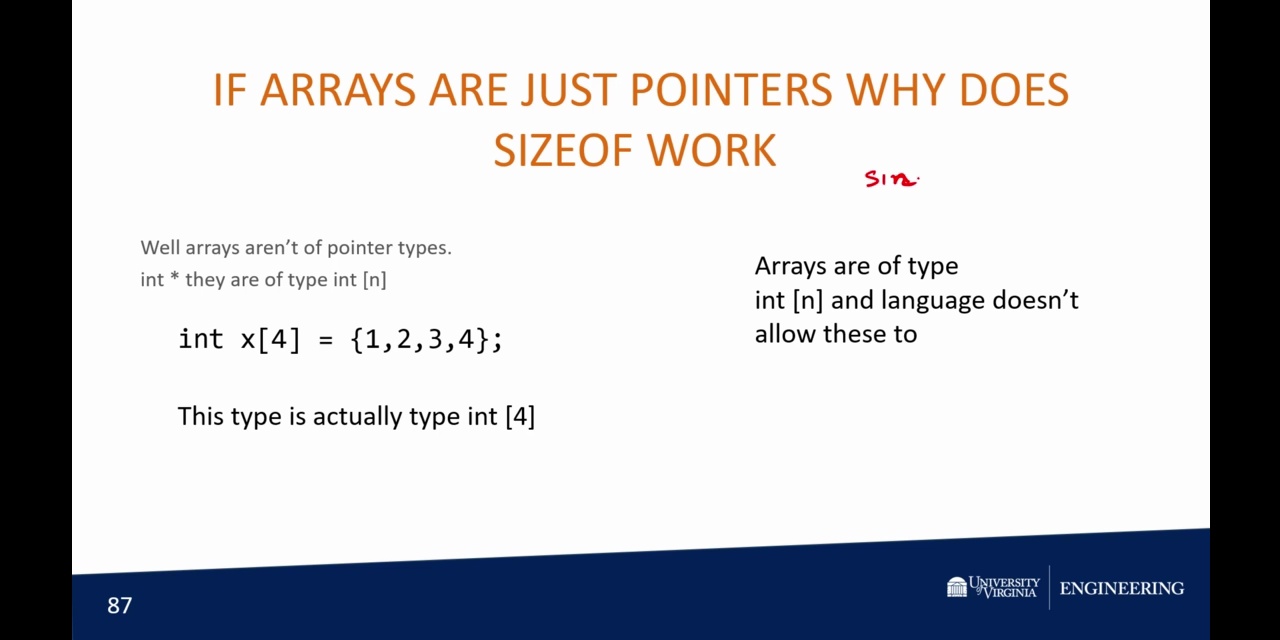 IF ARRAYS ARE JUST POINTERS WHY DOES
SIZEOF WORK
Well arrays aren't of pointer types.
int * they are of type int [n]
int x[4] = {1,2,3,4};
This type is actually type int [4]
Arrays are of type
int [n] and language doesn't
allow these to
87
UNIVERSITY of VIRGINIA
ENGINEERING